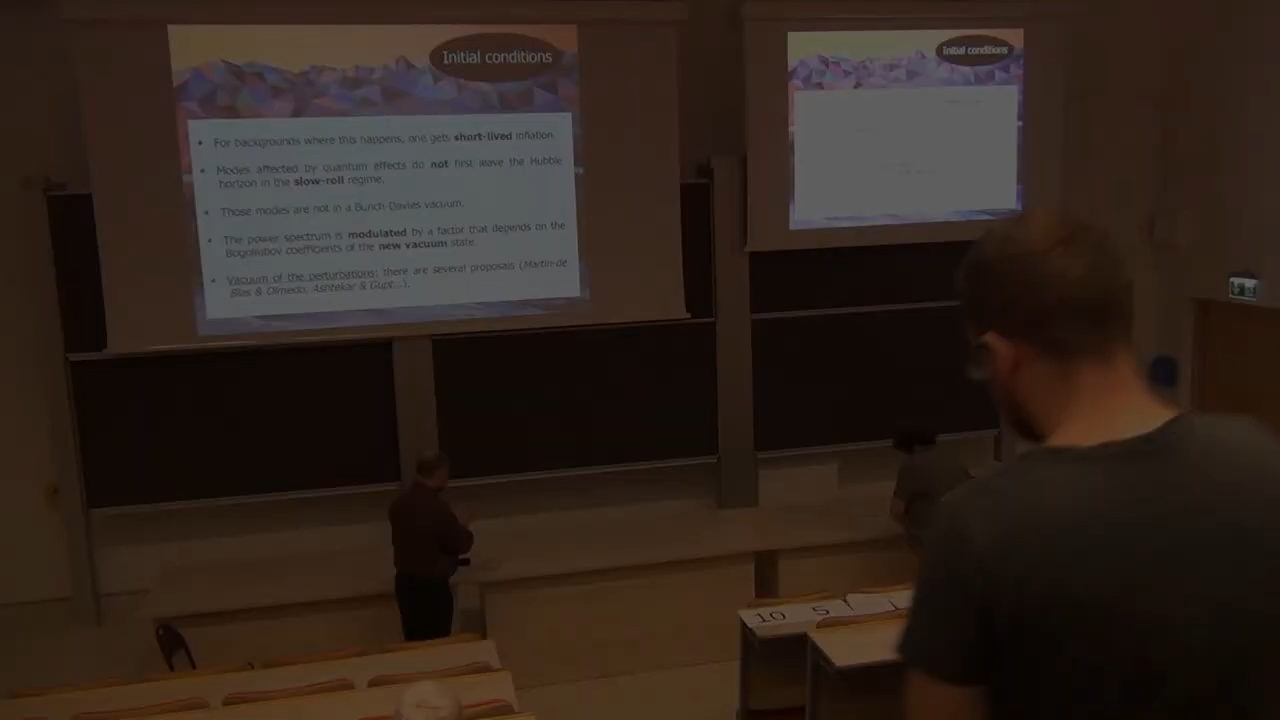 Initial conditions
• For backgrounds where this happens, one gets short-lived inflation.
• Modes affected by quantum effects do not first leave the Hubble
horizon in the slow-roll regime.
• Those modes are not in a Bunch-Davies vacuum.
• The power spectrum is modulated by a factor that depends on the
Bogoliubov coefficients of the new vacuum state.
• Vacuum of the perturbations: there are several proposals (Martín-de
Blas & Olmedo, Ashtekar & Gupt...).
Initial conditions
10 5 1